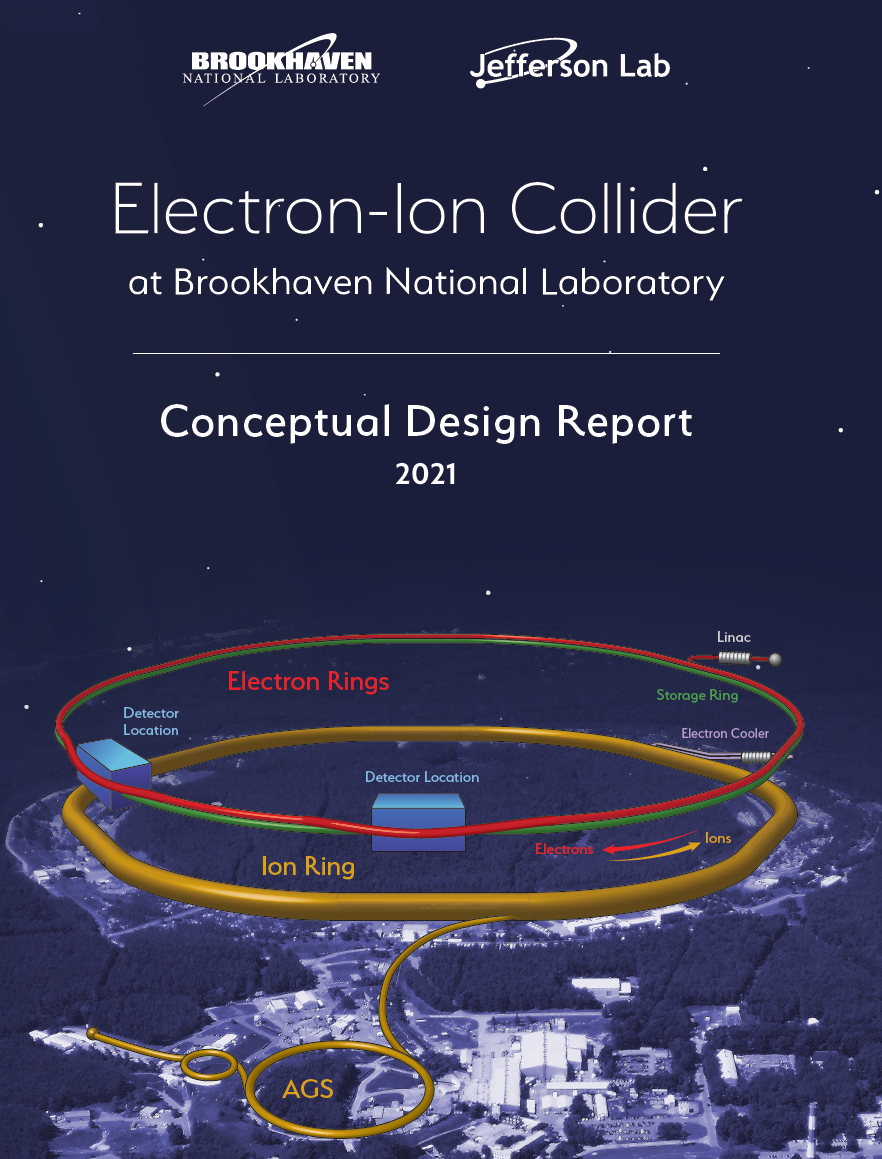 BROOKHAVEN
NATIONAL LABORATORY
Jefferson Lab
Electron-Ion Collider
at Brookhaven National Laboratory
Conceptual Design Report
2021
Linac
Electron Rings
Storage Ring
Detector
Location
Electron Cooler
Detector Location
Ions
Electrons
Ion Ring
AGS